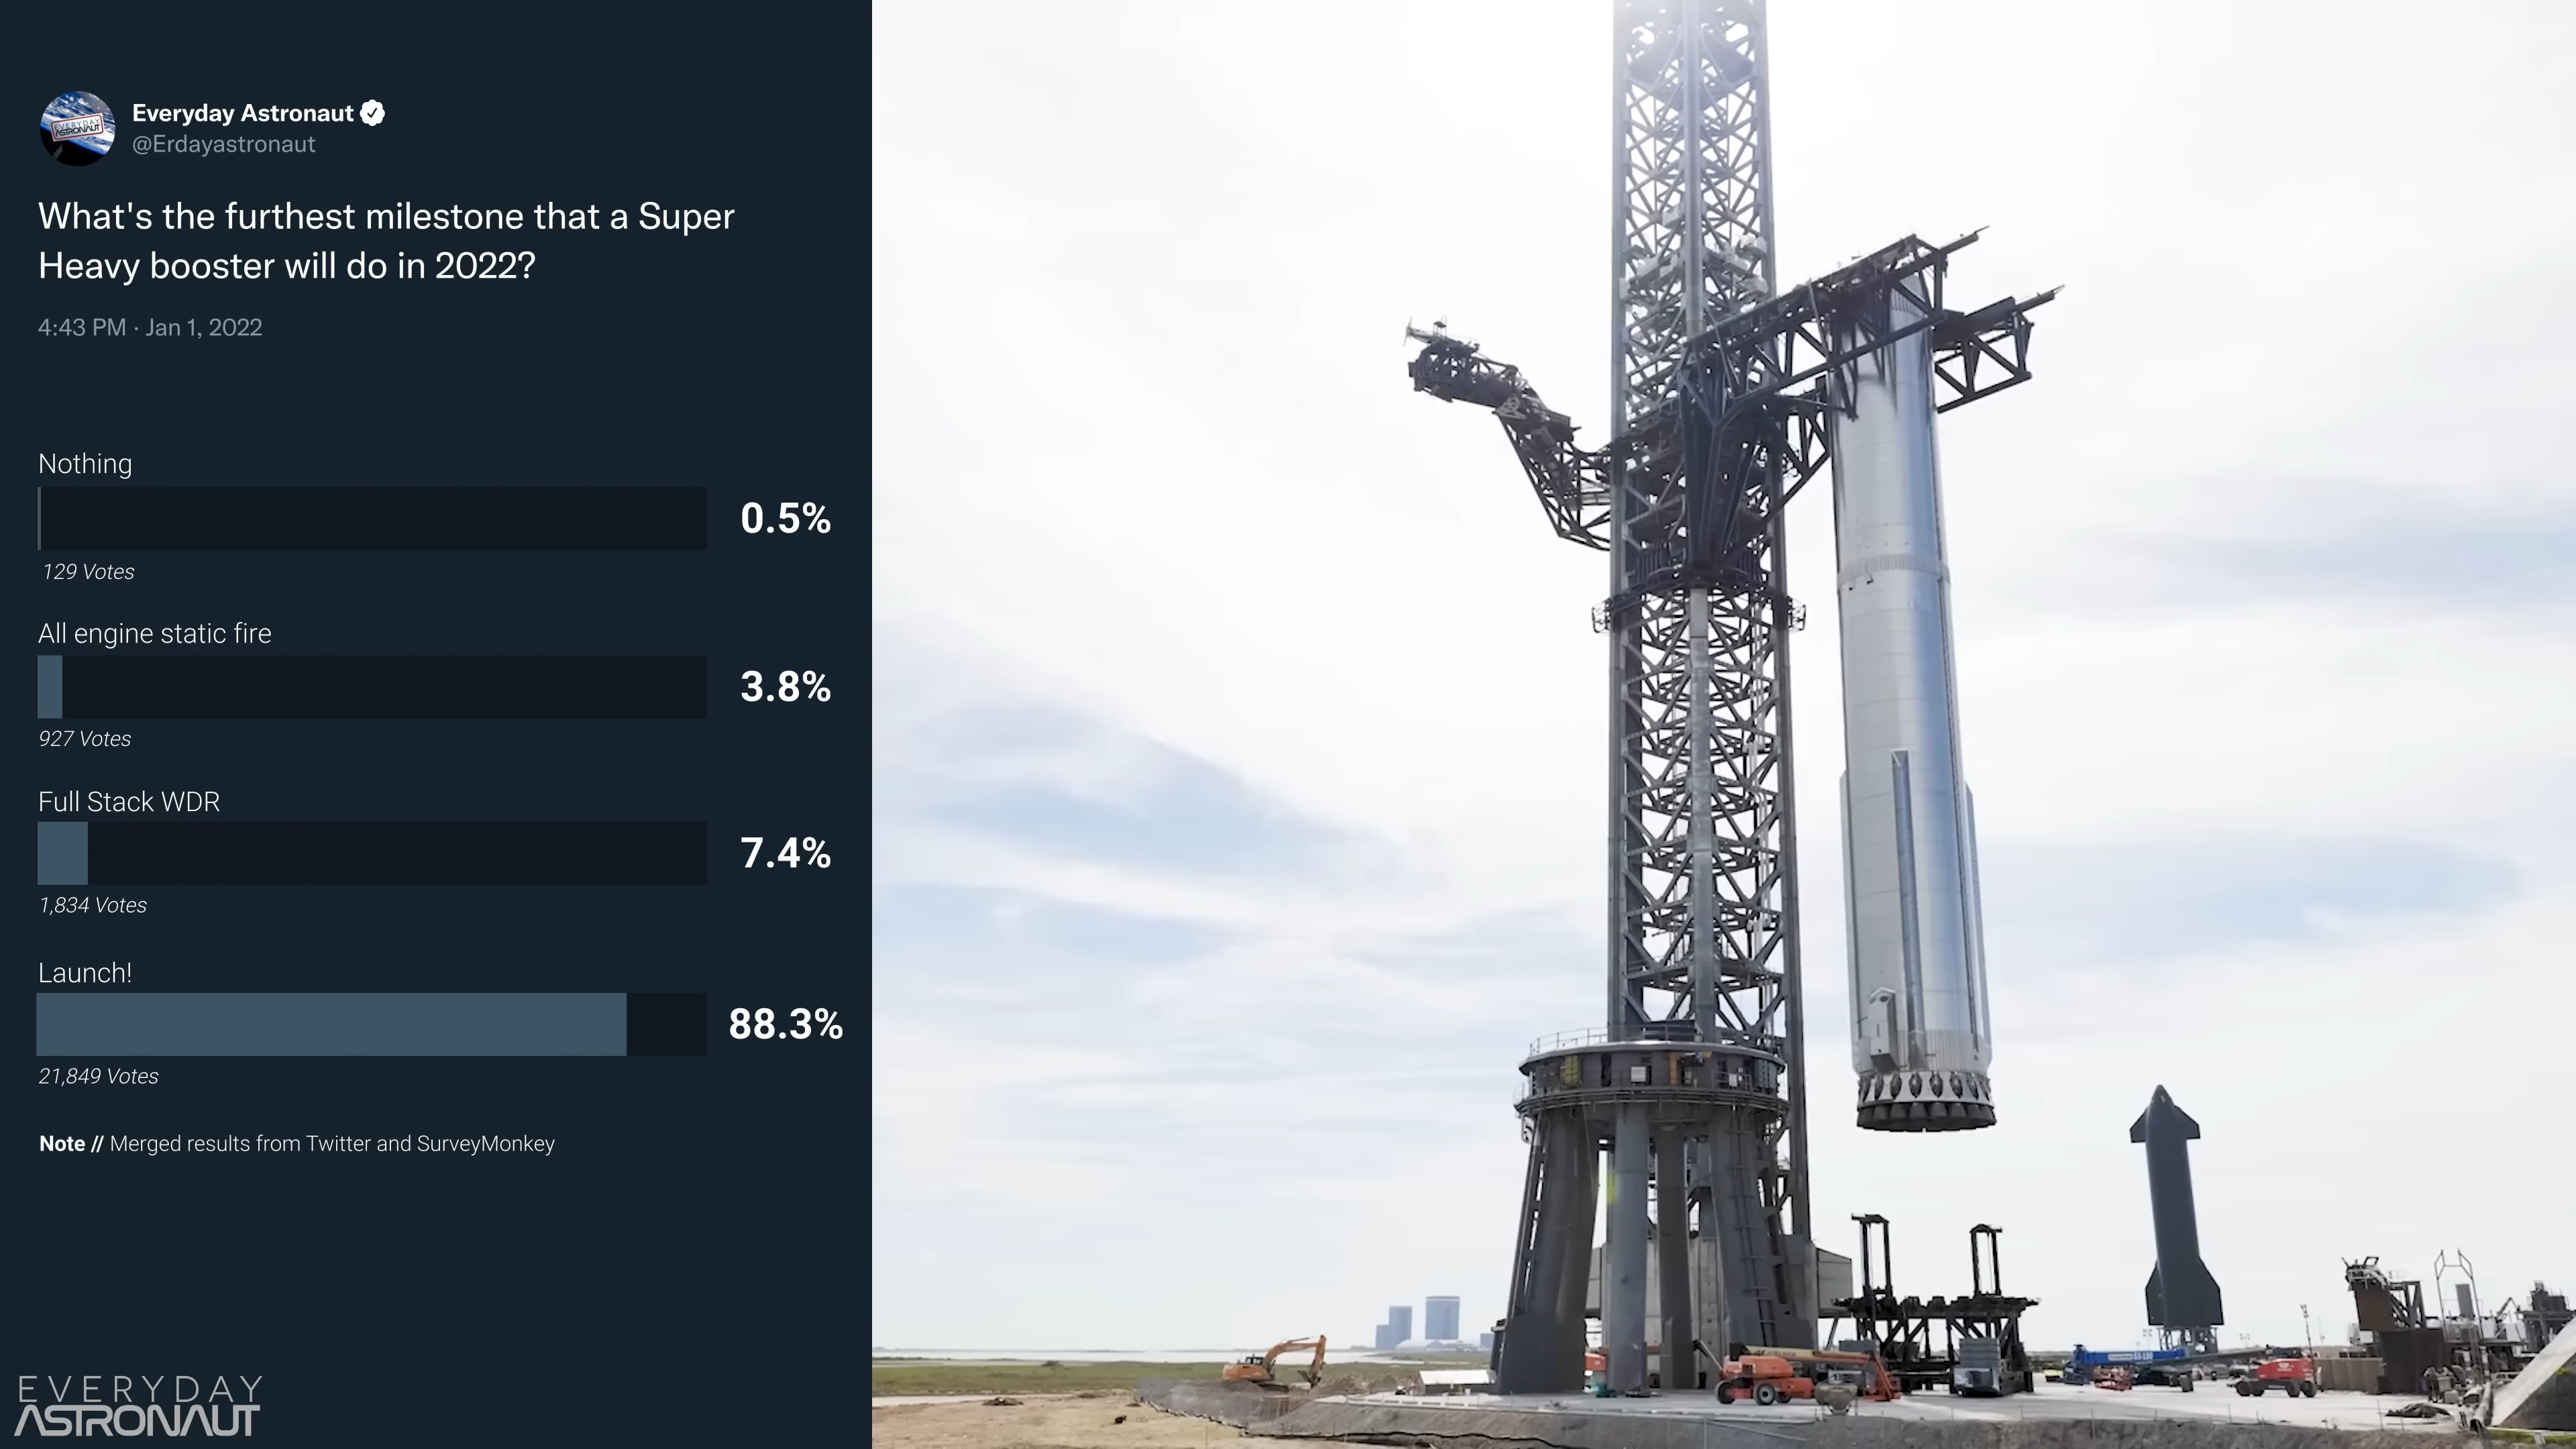 Everyday Astronaut
@Erdayastronaut
What's the furthest milestone that a Super
Heavy booster will do in 2022?
4:43 PM · Jan 1, 2022
Nothing
0.5%
129 Votes
All engine static fire
3.8%
927 Votes
Full Stack WDR
7.4%
1,834 Votes
Launch!
88.3%
21,849 Votes
Note // Merged results from Twitter and SurveyMonkey
EVERYDAY
ASTRONAUT